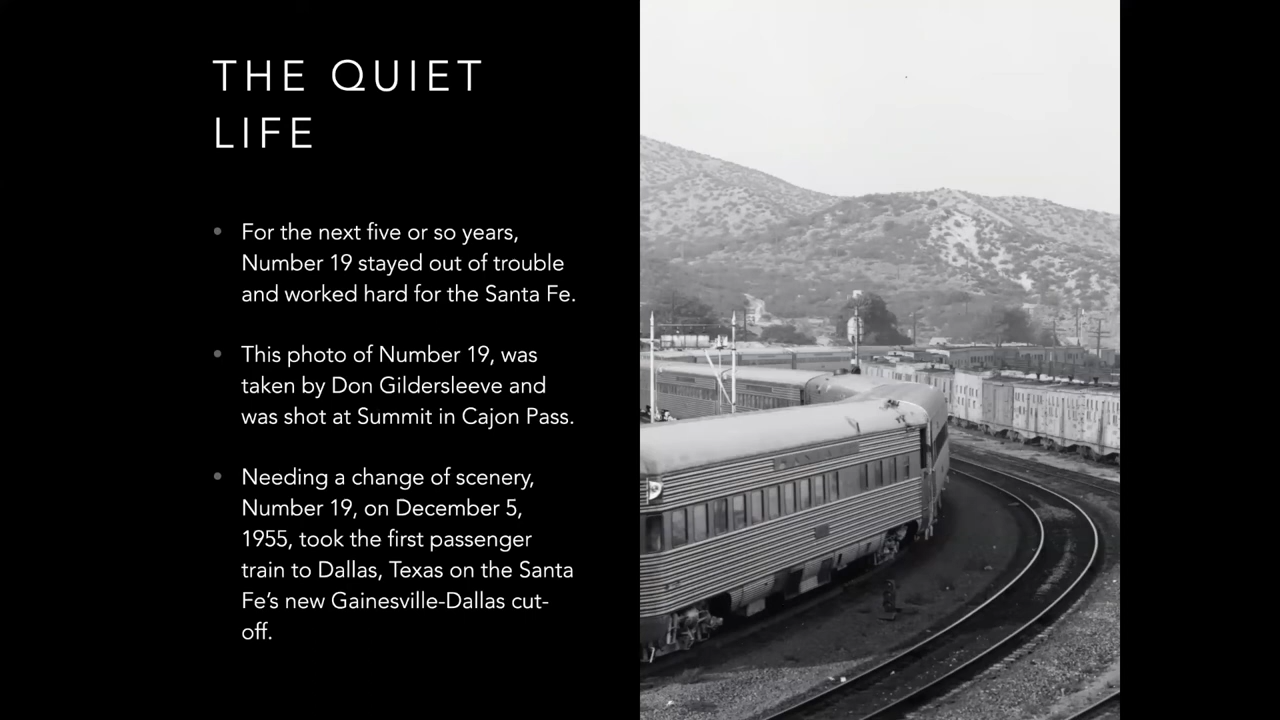 THE QUIET
LIFE
• For the next five or so years,
Number 19 stayed out of trouble
and worked hard for the Santa Fe.
• This photo of Number 19, was
taken by Don Gildersleeve and
was shot at Summit in Cajon Pass.
• Needing a change of scenery,
Number 19, on December 5,
1955, took the first passenger
train to Dallas, Texas on the Santa
Fe’s new Gainesville-Dallas cut-
off.